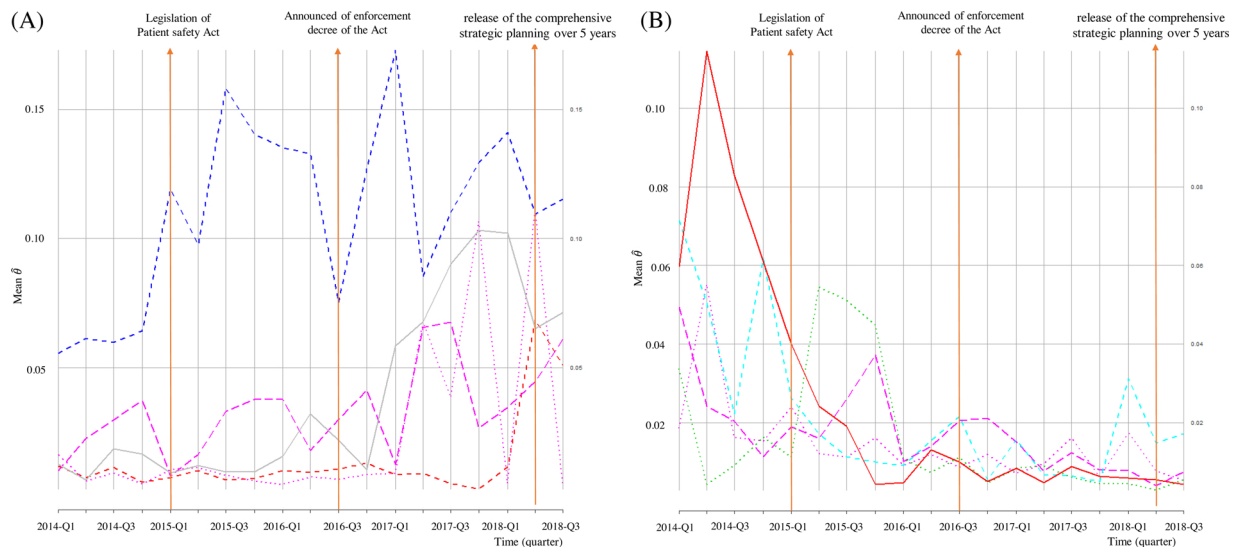 (A)
Legislation of
Patient safety Act
Announced of enforcement
decree of the Act
release of the comprehensive
strategic planning over 5 years
Mean θ̂
0.15
0.10
0.05
0.15
0.10
0.05
2014-Q1 2014-Q3 2015-Q1 2015-Q3 2016-Q1 2016-Q3 2017-Q1 2017-Q3 2018-Q1 2018-Q3
Time (quarter)
(B)
Legislation of
Patient safety Act
Announced of enforcement
decree of the Act
release of the comprehensive
strategic planning over 5 years
Mean θ̂
0.10
0.08
0.06
0.04
0.02
0.10
0.08
0.06
0.04
0.02
2014-Q1 2014-Q3 2015-Q1 2015-Q3 2016-Q1 2016-Q3 2017-Q1 2017-Q3 2018-Q1 2018-Q3
Time (quarter)